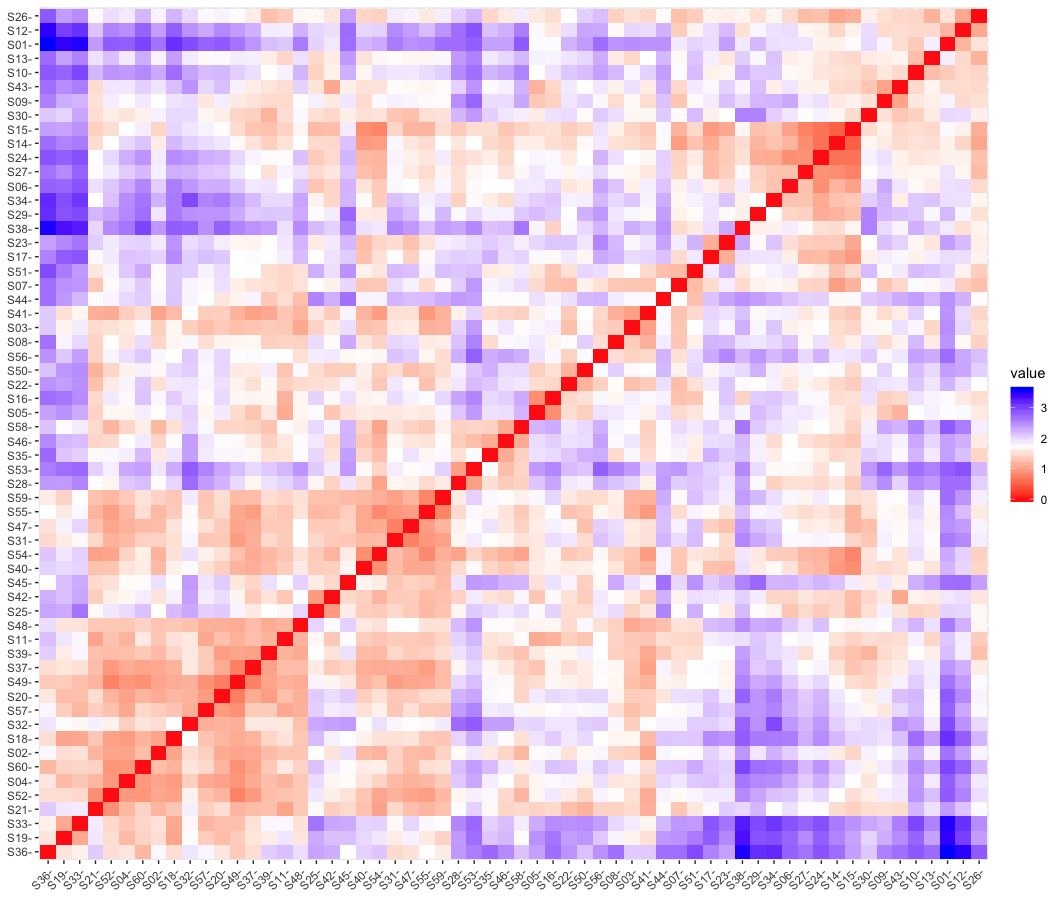 S26-
S12-
S01-
S13-
S10-
S43-
S09-
S30-
S15-
S14-
S24-
S27-
S06-
S34-
S29-
S38-
S23-
S17-
S51-
S07-
S44-
S41-
S03-
S08-
S56-
S50-
S22-
S16-
S05-
S58-
S46-
S35-
S53-
S28-
S59-
S55-
S47-
S31-
S54-
S40-
S45-
S42-
S25-
S48-
S11-
S39-
S37-
S49-
S20-
S57-
S32-
S18-
S02-
S60-
S04-
S52-
S21-
S33-
S19-
S36-
S36- S19- S33- S21- S52- S04- S60- S02- S18- S32- S57- S20- S49- S37- S39- S11- S48- S25- S42- S45- S40- S54- S31- S47- S55- S59- S28- S53- S35- S46- S58- S05- S16- S22- S50- S56- S08- S03- S41- S44- S07- S51- S17- S23- S38- S29- S34- S06- S27- S24- S14- S15- S30- S09- S43- S10- S13- S01- S12- S26-
value
3
2
1
0